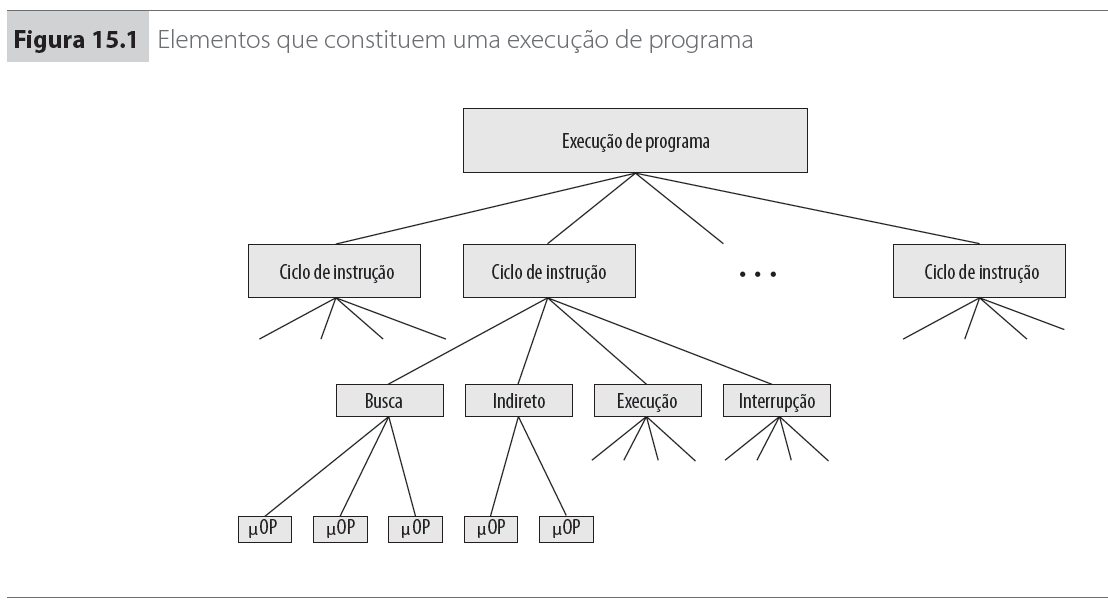 Figura 15.1 Elementos que constituem uma execução de programa
Execução de programa
Ciclo de instrução Ciclo de instrução • • • Ciclo de instrução
Busca Indireto Execução Interrupção
μOP μOP μOP μOP μOP